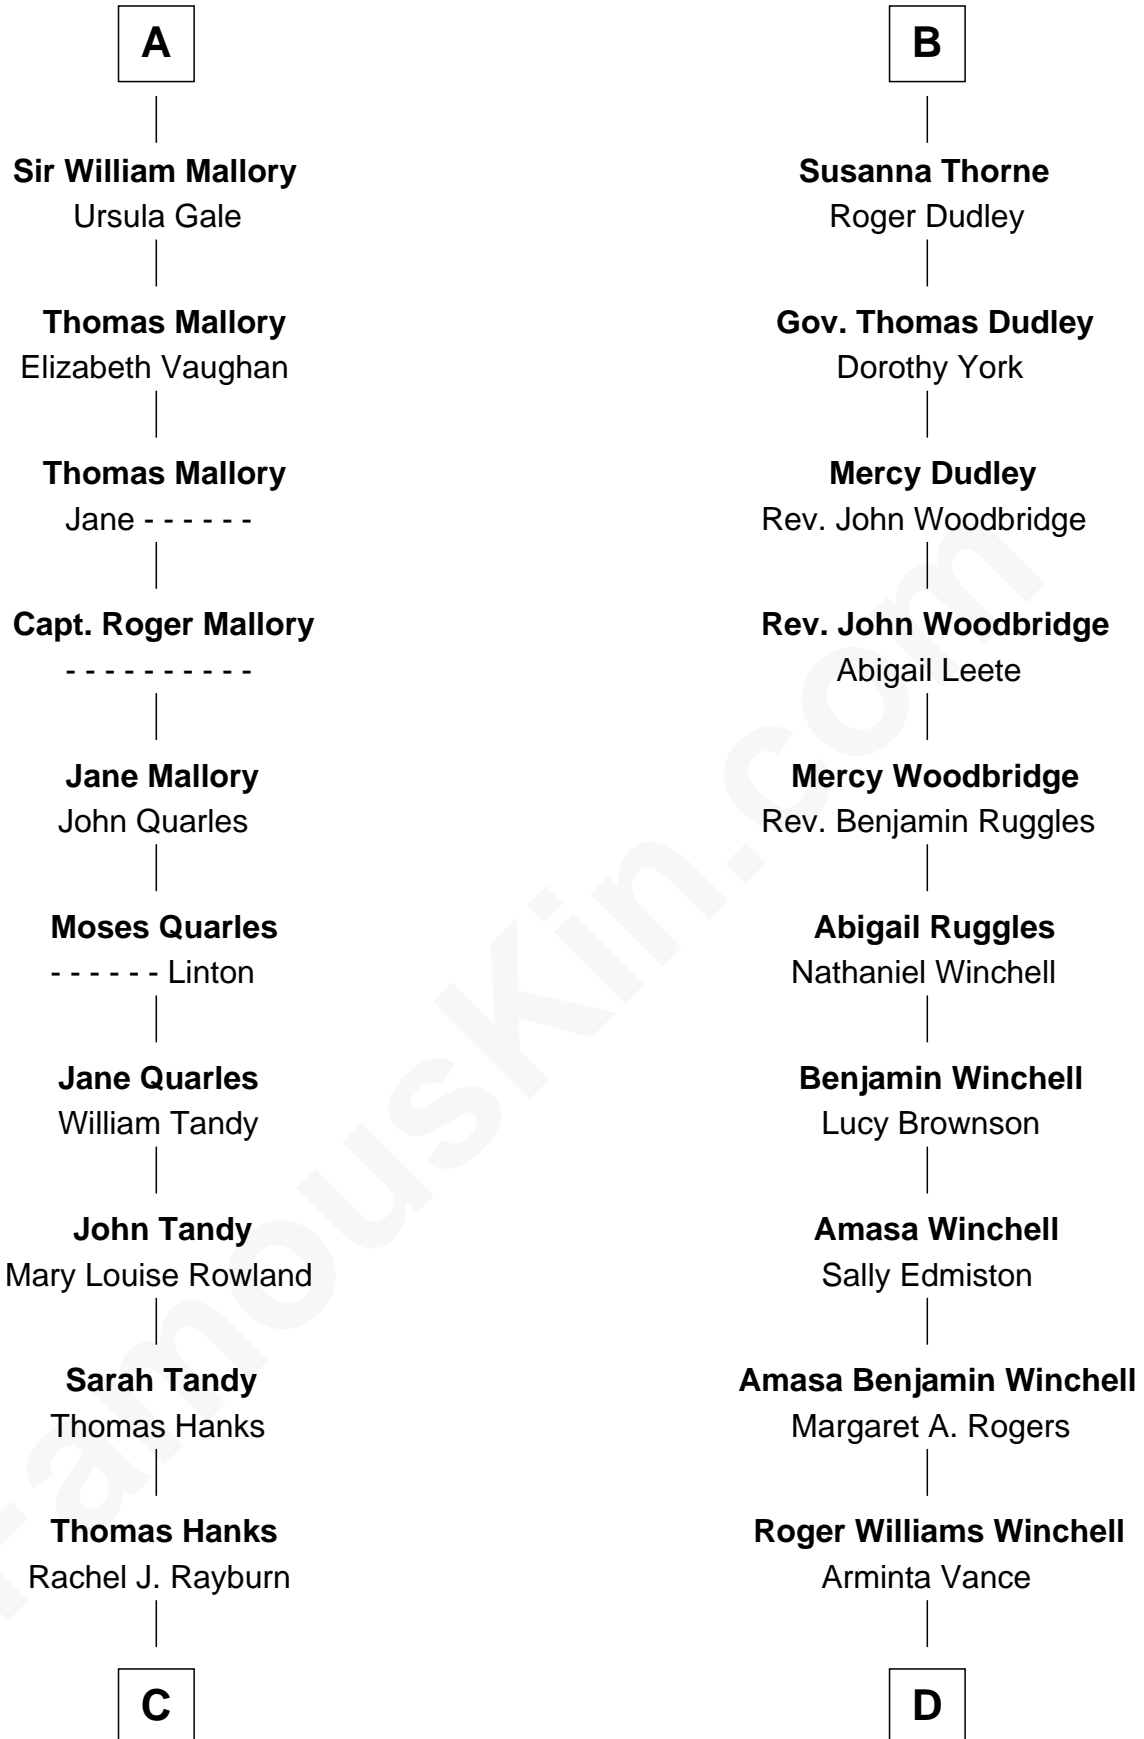 A
Sir William Mallory
Ursula Gale
Thomas Mallory
Elizabeth Vaughan
Thomas Mallory
Jane - - - - - -
Capt. Roger Mallory
- - - - - - - - - -
Jane Mallory
John Quarles
Moses Quarles
- - - - - - Linton
Jane Quarles
William Tandy
John Tandy
Mary Louise Rowland
Sarah Tandy
Thomas Hanks
Thomas Hanks
Rachel J. Rayburn
C
B
Susanna Thorne
Roger Dudley
Gov. Thomas Dudley
Dorothy York
Mercy Dudley
Rev. John Woodbridge
Rev. John Woodbridge
Abigail Leete
Mercy Woodbridge
Rev. Benjamin Ruggles
Abigail Ruggles
Nathaniel Winchell
Benjamin Winchell
Lucy Brownson
Amasa Winchell
Sally Edmiston
Amasa Benjamin Winchell
Margaret A. Rogers
Roger Williams Winchell
Arminta Vance
D
FamousKin.com